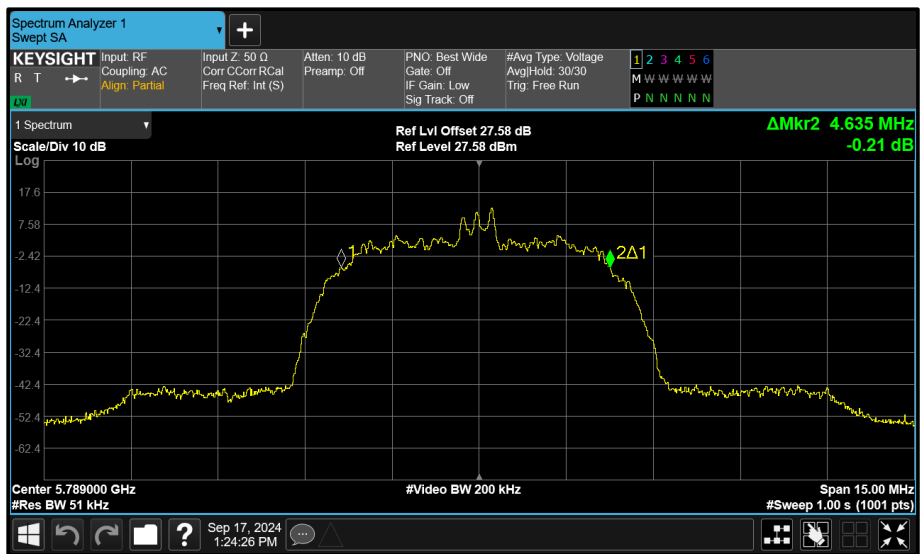 Spectrum Analyzer 1
Swept SA
+
KEYSIGHT Input: RF Input Z: 50 Ω Atten: 10 dB PNO: Best Wide #Avg Type: Voltage 1 2 3 4 5 6
R T Coupling: AC Corr CCorr RCal Preamp: Off Gate: Off Avg|Hold: 30/30 M W W W W W
Align: Partial Freq Ref: Int (S) IF Gain: Low Trig: Free Run
LXI Sig Track: Off P N N N N N
1 Spectrum Ref Lvl Offset 27.58 dB ΔMkr2 4.635 MHz
Scale/Div 10 dB Ref Level 27.58 dBm -0.21 dB
Log
17.6
7.58
-2.42
1
2Δ1
-12.4
-22.4
-32.4
-42.4
-52.4
-62.4
Center 5.789000 GHz #Video BW 200 kHz Span 15.00 MHz
#Res BW 51 kHz #Sweep 1.00 s (1001 pts)
? Sep 17, 2024
1:24:26 PM